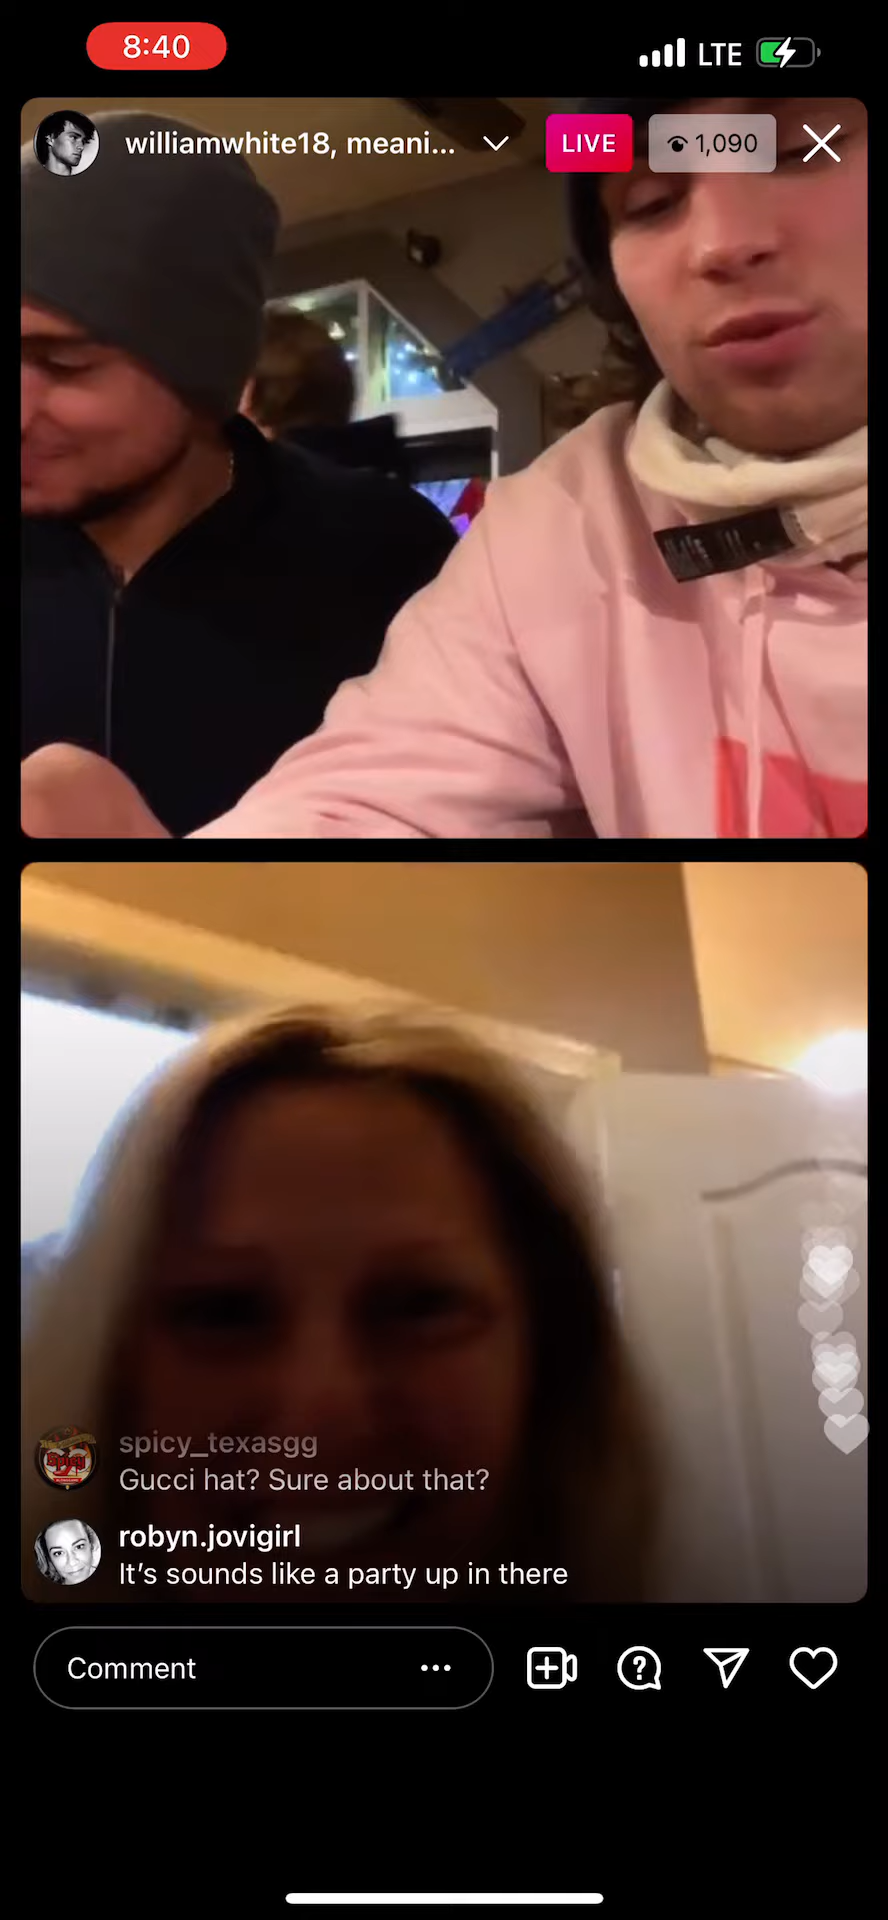 8:40
LTE
williamwhite18, meani...
LIVE
1,090
spicy_texasgg
Gucci hat? Sure about that?
robyn.jovigirl
It's sounds like a party up in there
Comment